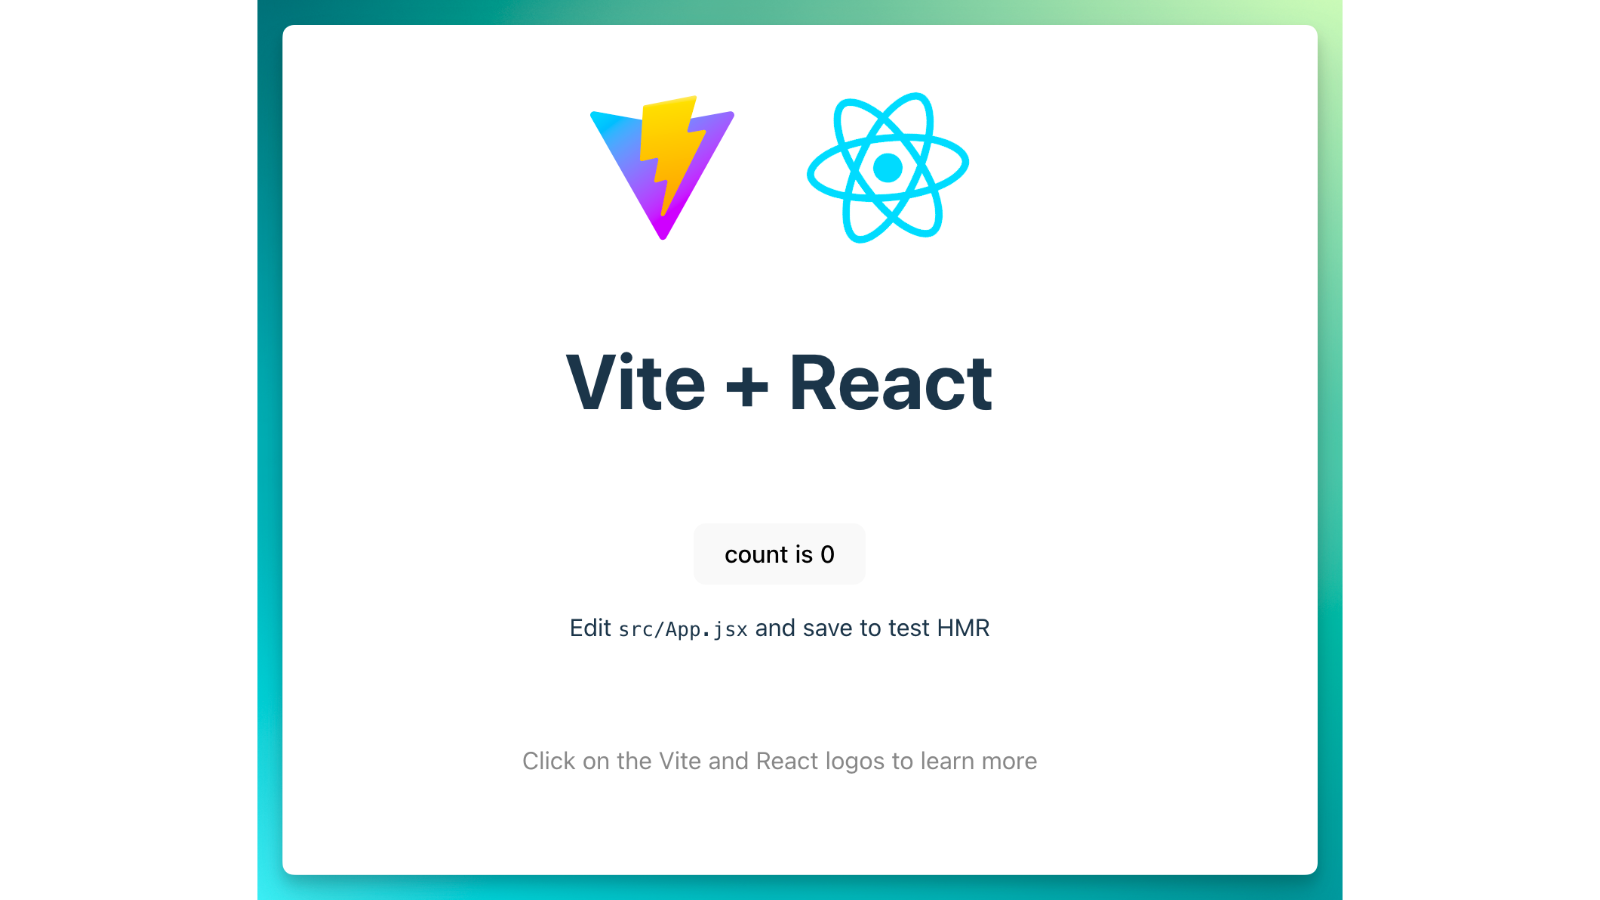 Vite + React
count is 0
Edit src/App.jsx and save to test HMR
Click on the Vite and React logos to learn more